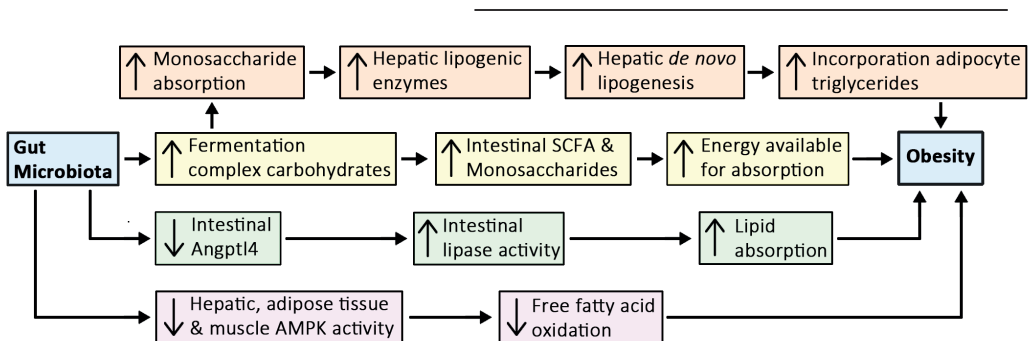 ↑ Monosaccharide
absorption
↑ Hepatic lipogenic
enzymes
↑ Hepatic de novo
lipogenesis
↑ Incorporation adipocyte
triglycerides
Gut
Microbiota
↑ Fermentation
complex carbohydrates
↑ Intestinal SCFA &
Monosaccharides
↑ Energy available
for absorption
Obesity
↓ Intestinal
Angptl4
↑ Intestinal
lipase activity
↑ Lipid
absorption
↓ Hepatic, adipose tissue
& muscle AMPK activity
↓ Free fatty acid
oxidation